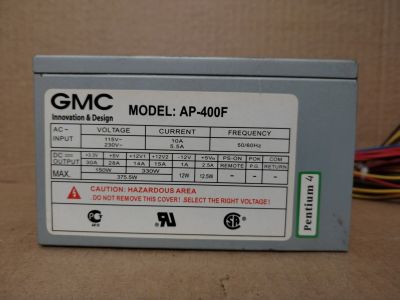 GMC
Innovation & Design
MODEL: AP-400F
AC- INPUT VOLTAGE CURRENT FREQUENCY
115V~ 10A 50/60Hz
230V~ 5.5A
DC OUTPUT +3.3V +5V +12V1 +12V2 -12V +5Vsb PS-ON POK COM
30A 28A 14A 15A 1A 2.5A REMOTE P.G. RETURN
MAX. 150W 330W 12W 12.5W
375.5W
CAUTION: HAZARDOUS AREA
.DO NOT REMOVE THIS COVER! SELECT THE RIGHT VOLTAGE!
Pentium 4